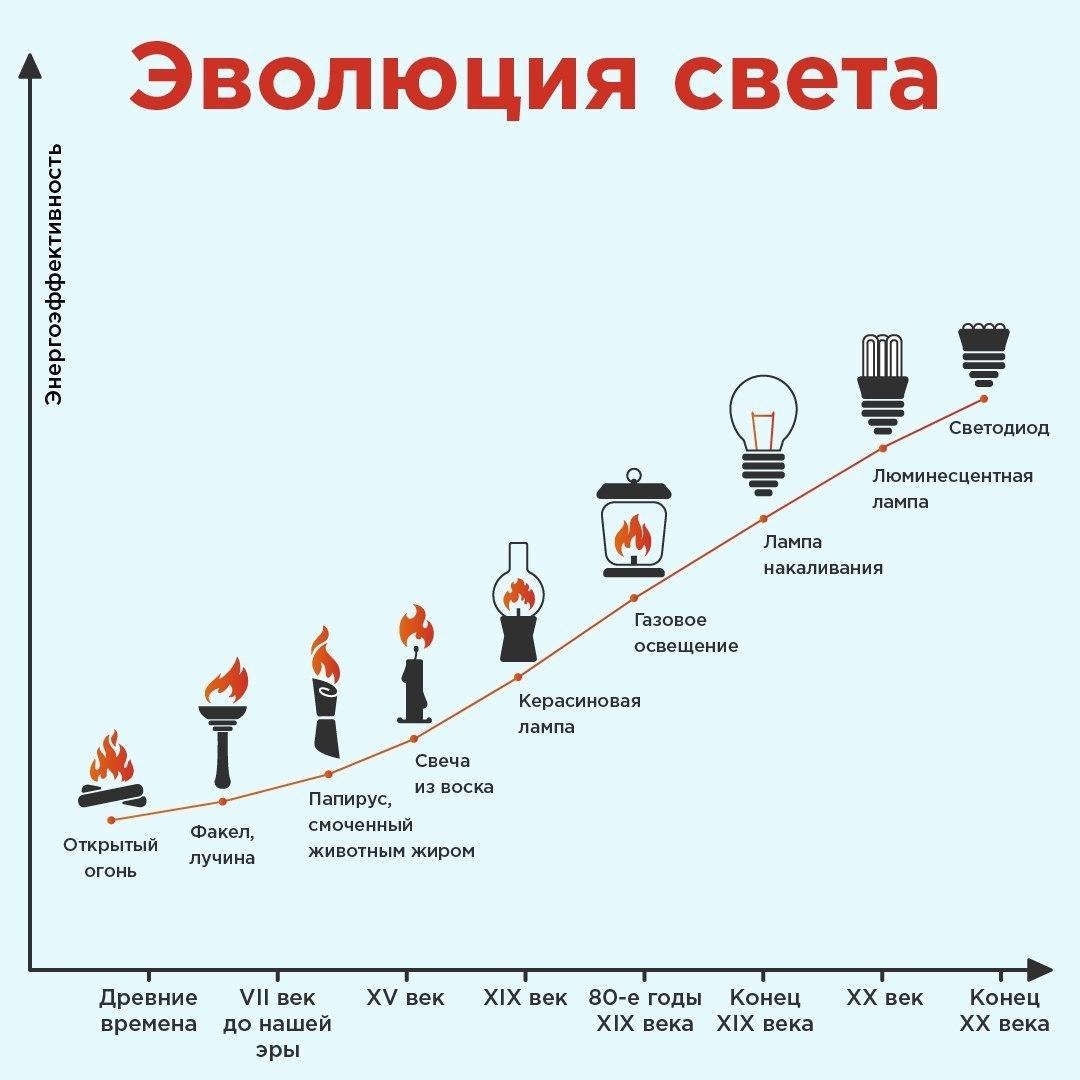 Эволюция света
Энергоэффективность
Открытый
огонь
Факел,
лучина
Папирус,
смоченный
животным жиром
Свеча
из воска
Керасиновая
лампа
Газовое
освещение
Лампа
накаливания
Люминесцентная
лампа
Светодиод
Древние
времена
VII век
до нашей
эры
XV век
XIX век
80-е годы
XIX века
Конец
XIX века
XX век
Конец
XX века